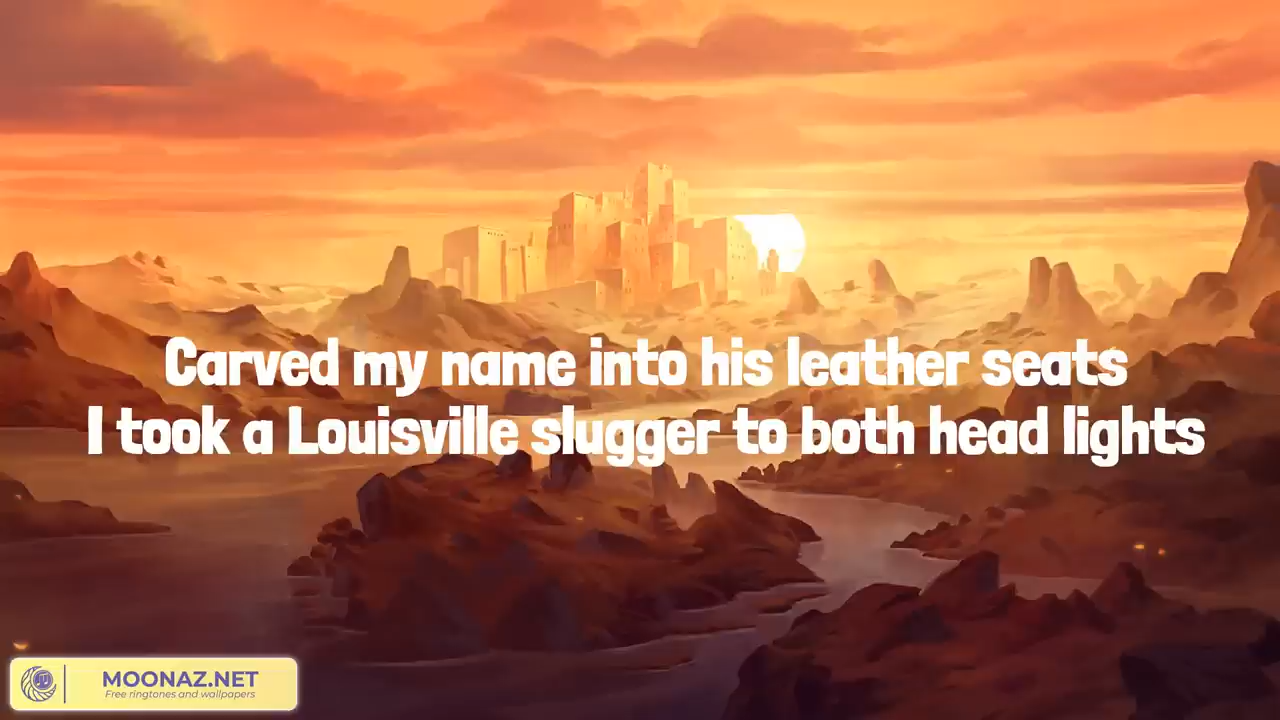 Carved my name into his leather seats
I took a Louisville slugger to both head lights
MOONAZ.NET
Free ringtones and wallpapers